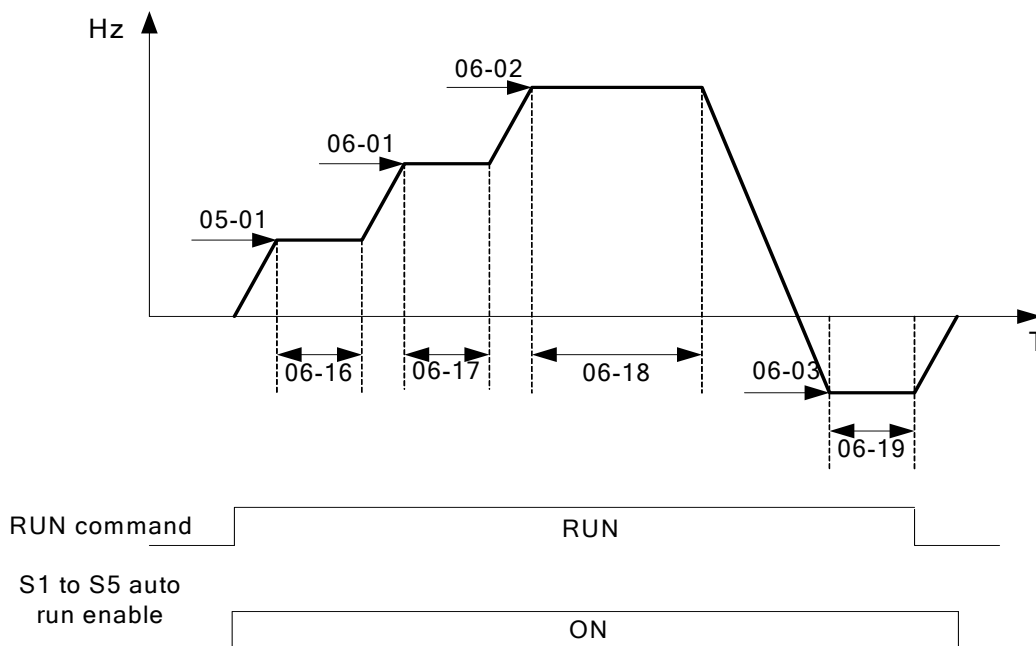 Hz
06-02
06-01
05-01
T
06-16
06-17
06-18
06-03
06-19
RUN command
RUN
S1 to S5 auto
run enable
ON